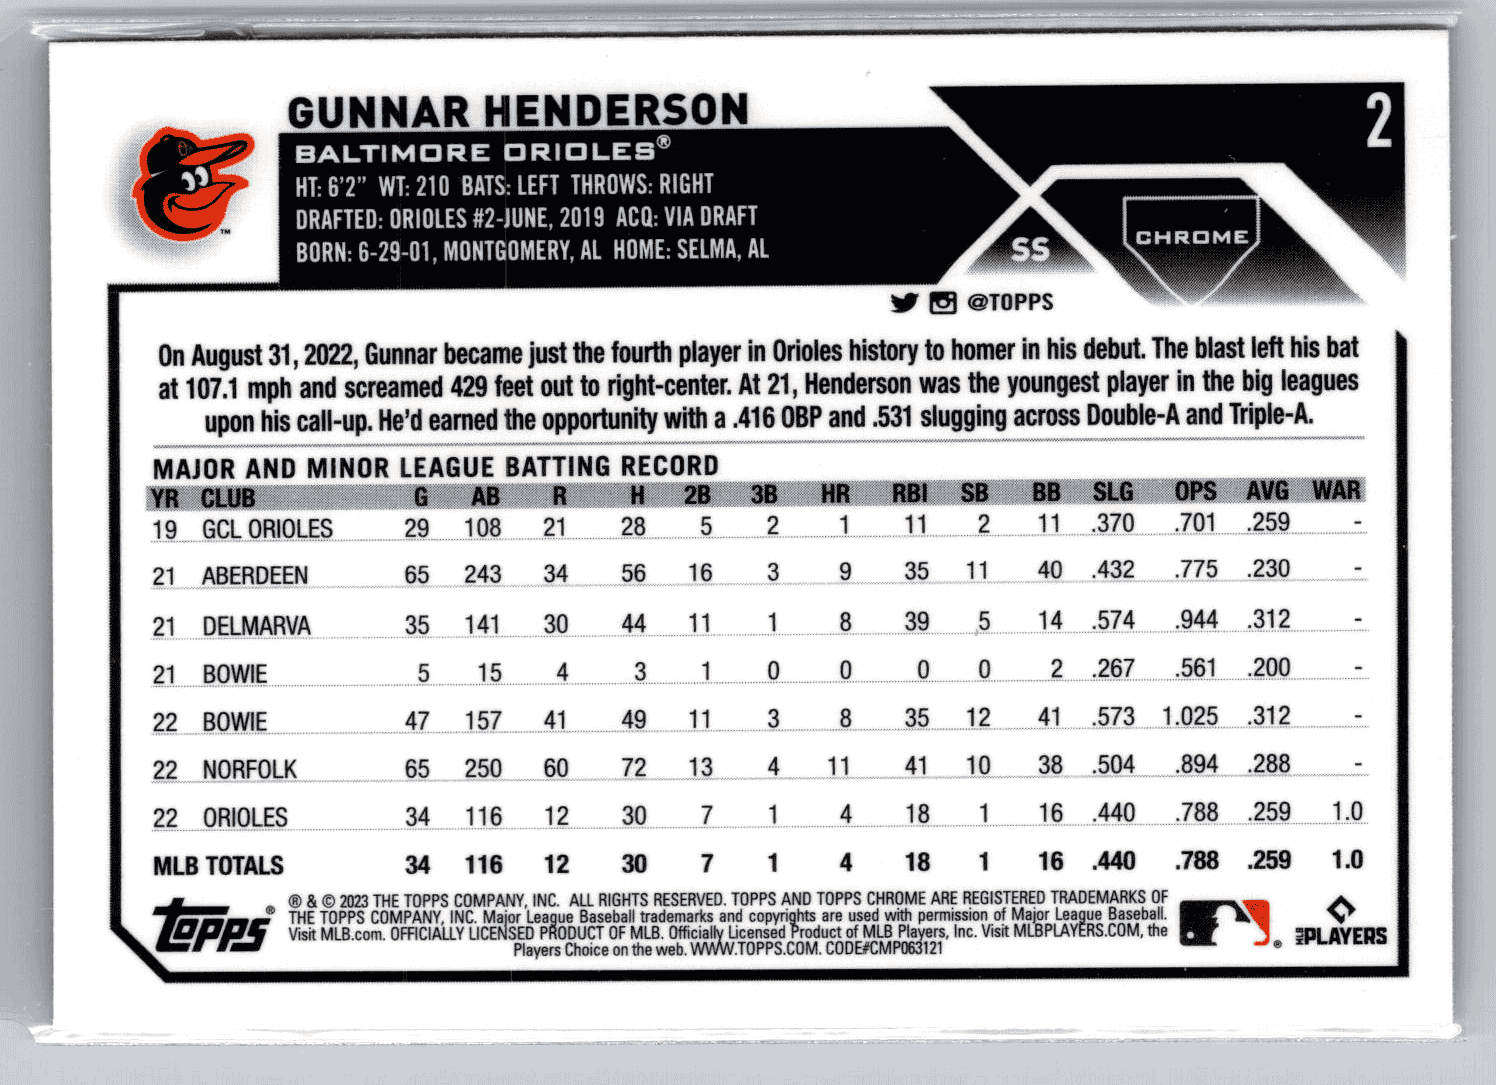 GUNNAR HENDERSON
2
BALTIMORE ORIOLES®
HT: 6'2" WT: 210 BATS: LEFT THROWS: RIGHT
DRAFTED: ORIOLES #2-JUNE, 2019 ACQ: VIA DRAFT
BORN: 6-29-01, MONTGOMERY, AL HOME: SELMA, AL
SS
CHROME
™
@TOPPS
On August 31, 2022, Gunnar became just the fourth player in Orioles history to homer in his debut. The blast left his bat
at 107.1 mph and screamed 429 feet out to right-center. At 21, Henderson was the youngest player in the big leagues
upon his call-up. He'd earned the opportunity with a .416 OBP and .531 slugging across Double-A and Triple-A.
MAJOR AND MINOR LEAGUE BATTING RECORD
YR CLUB G AB R H 2B 3B HR RBI SB BB SLG OPS AVG WAR
19 GCL ORIOLES 29 108 21 28 5 2 1 11 2 11 .370 .701 .259 -
21 ABERDEEN 65 243 34 56 16 3 9 35 11 40 .432 .775 .230 -
21 DELMARVA 35 141 30 44 11 1 8 39 5 14 .574 .944 .312 -
21 BOWIE 5 15 4 3 1 0 0 0 0 2 .267 .561 .200 -
22 BOWIE 47 157 41 49 11 3 8 35 12 41 .573 1.025 .312 -
22 NORFOLK 65 250 60 72 13 4 11 41 10 38 .504 .894 .288 -
22 ORIOLES 34 116 12 30 7 1 4 18 1 16 .440 .788 .259 1.0
MLB TOTALS 34 116 12 30 7 1 4 18 1 16 .440 .788 .259 1.0
topps®
® & © 2023 THE TOPPS COMPANY, INC. ALL RIGHTS RESERVED. TOPPS AND TOPPS CHROME ARE REGISTERED TRADEMARKS OF
THE TOPPS COMPANY, INC. Major League Baseball trademarks and copyrights are used with permission of Major League Baseball.
Visit MLB.com. OFFICIALLY LICENSED PRODUCT OF MLB. Officially Licensed Product of MLB Players, Inc. Visit MLBPLAYERS.COM, the
Players Choice on the web. WWW.TOPPS.COM. CODE#CMP063121
®
MLB PLAYERS